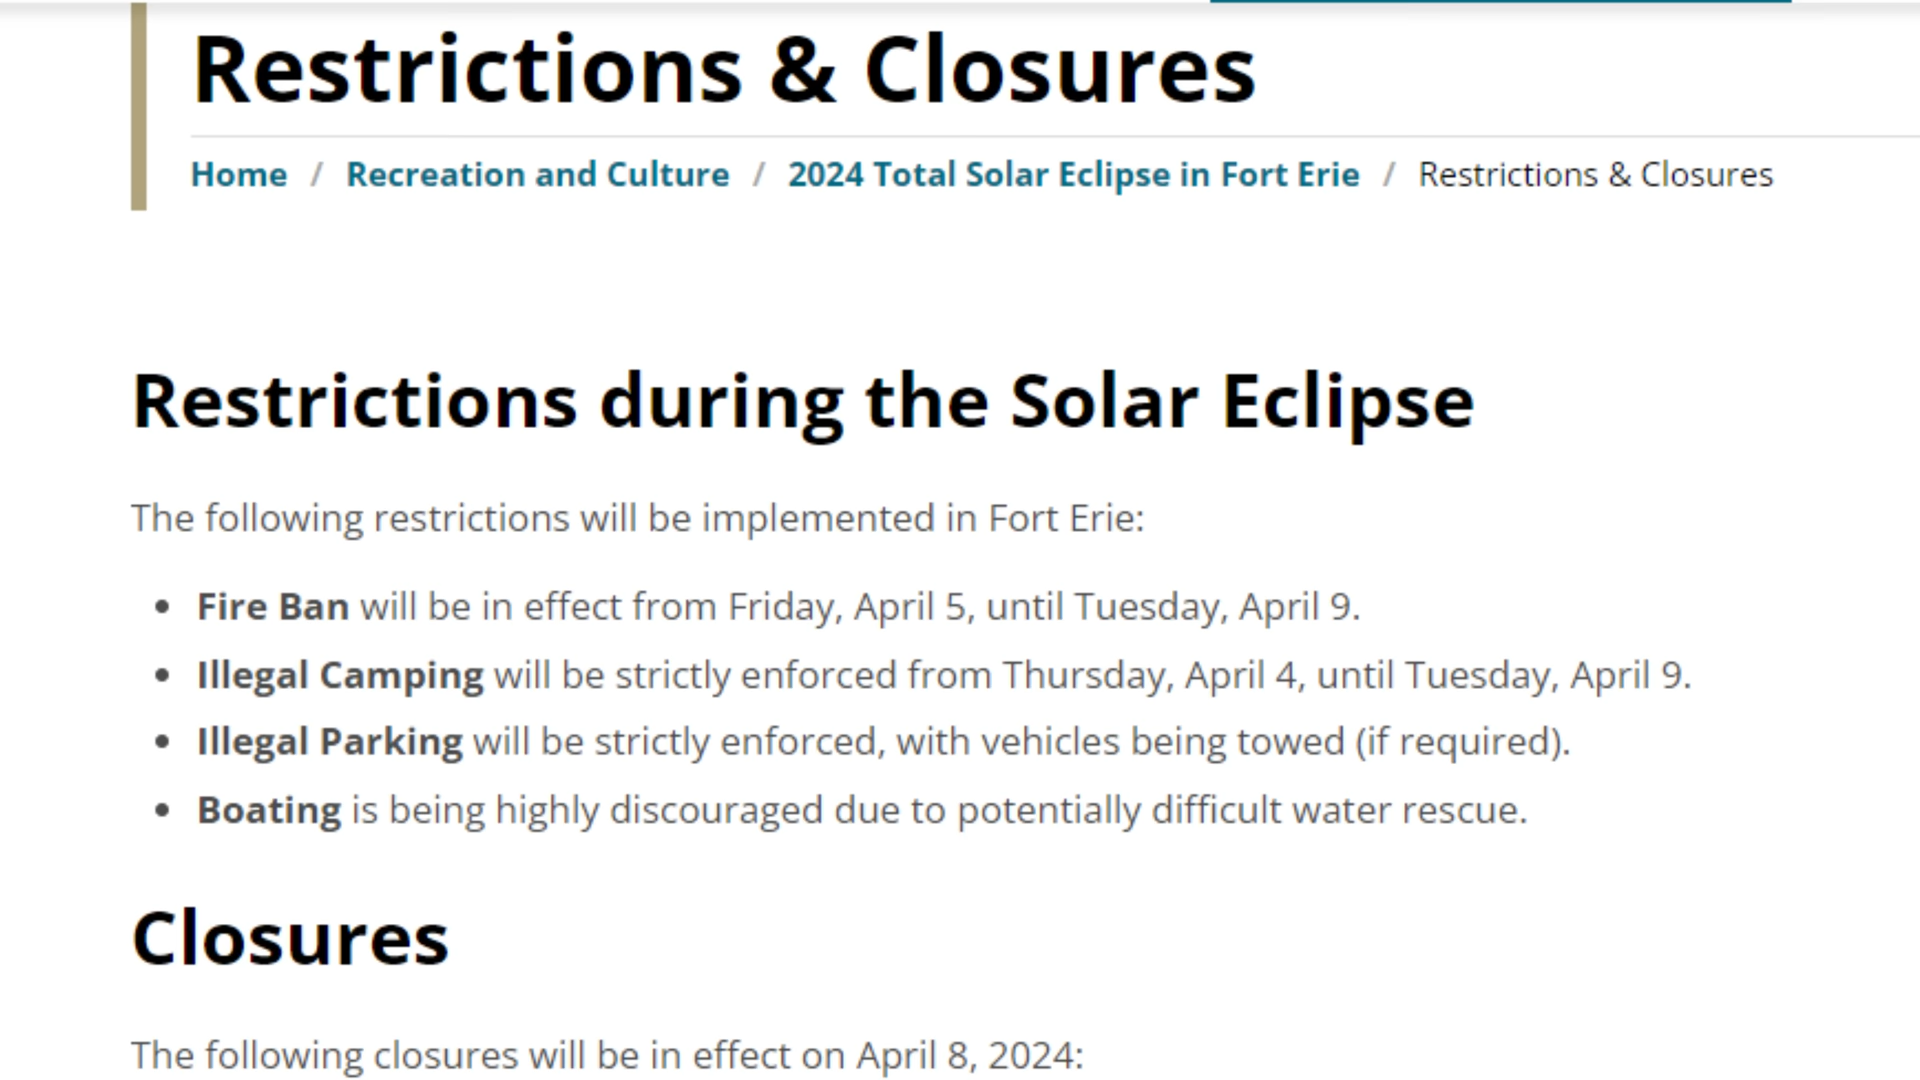 Restrictions & Closures
Home / Recreation and Culture / 2024 Total Solar Eclipse in Fort Erie / Restrictions & Closures
Restrictions during the Solar Eclipse
The following restrictions will be implemented in Fort Erie:
• Fire Ban will be in effect from Friday, April 5, until Tuesday, April 9.
• Illegal Camping will be strictly enforced from Thursday, April 4, until Tuesday, April 9.
• Illegal Parking will be strictly enforced, with vehicles being towed (if required).
• Boating is being highly discouraged due to potentially difficult water rescue.
Closures
The following closures will be in effect on April 8, 2024: